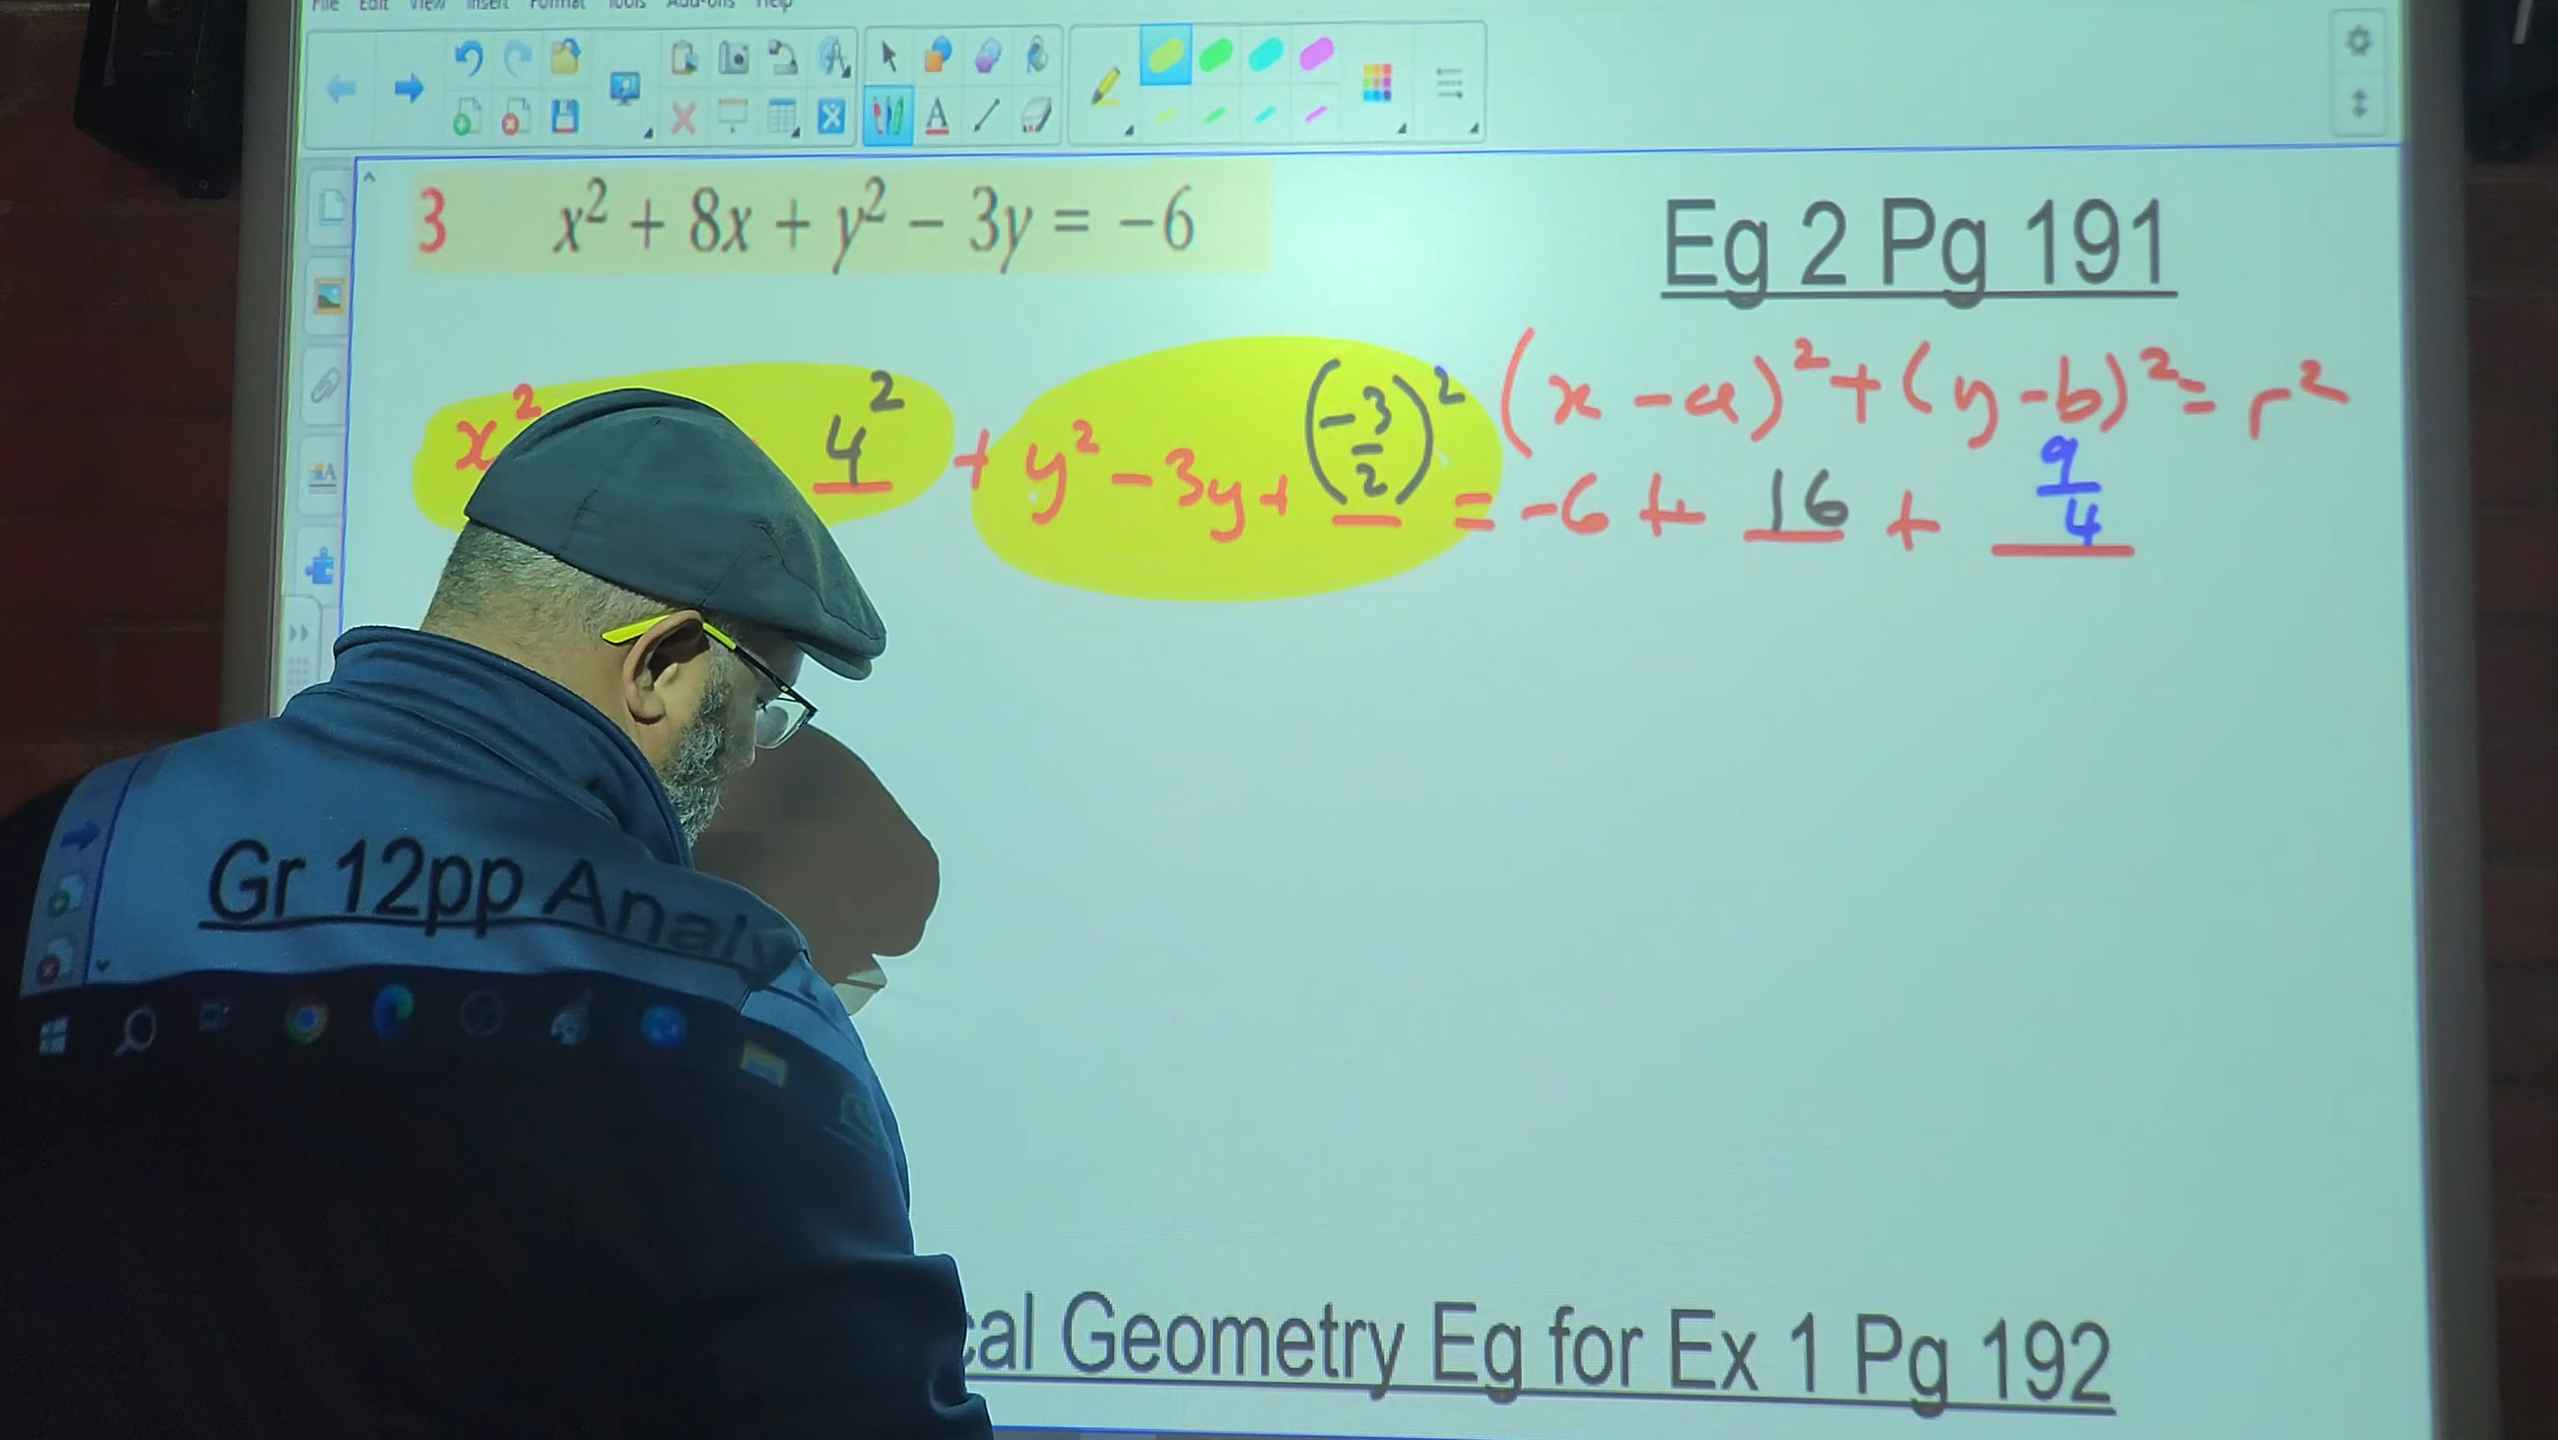 File Edit View Insert Format Tools Add-ons Help
3 x² + 8x + y² − 3y = −6
Eg 2 Pg 191
(x − a)² + (y − b)² = r²
x² 4² + y² − 3y + (−3/2)² = −6 + 16 + 9/4
Gr 12pp Analy
cal Geometry Eg for Ex 1 Pg 192